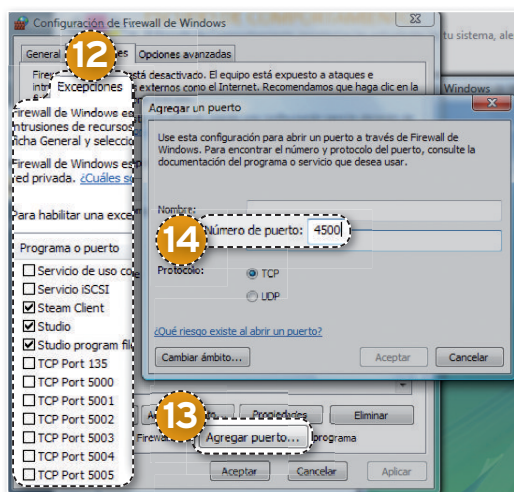 Configuración de Firewall de Windows
tu sistema, ale
General
es
Opciones avanzadas
12
stá desactivado. El equipo está expuesto a ataques e
externos como el Internet. Recomendamos que haga clic en la
Excepciones
Windows
Firewall de Windows es
intrusiones de recursos
ficha General y seleccio
Firewall de Windows es
red privada. ¿Cuáles s
Para habilitar una exce
Programa o puerto
Servicio de uso co
Servicio iSCSI
Steam Client
Studio
Studio program fil
TCP Port 135
TCP Port 5000
TCP Port 5001
TCP Port 5002
TCP Port 5003
TCP Port 5004
TCP Port 5005
Agregar un puerto
Use esta configuración para abrir un puerto a través de Firewall de
Windows. Para encontrar el número y protocolo del puerto, consulte la
documentación del programa o servicio que desea usar.
Nombre:
14
Número de puerto: 4500
Protocolo:
TCP
UDP
¿Qué riesgo existe al abrir un puerto?
Cambiar ámbito...
Aceptar
Cancelar
13
Propiedades
Eliminar
Agregar puerto...
programa
Aceptar
Cancelar
Aplicar